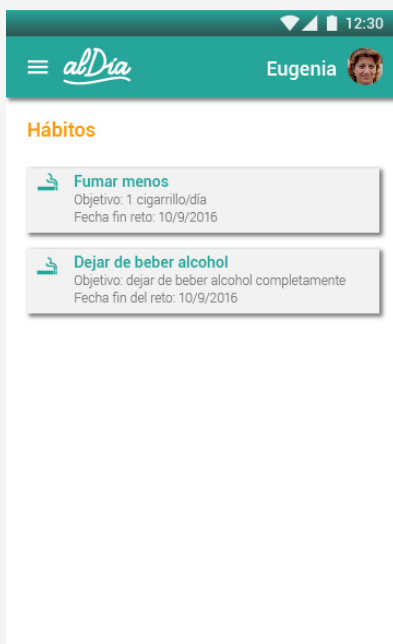 12:30
alDía
Eugenia
Hábitos
Fumar menos
Objetivo: 1 cigarrillo/día
Fecha fin reto: 10/9/2016
Dejar de beber alcohol
Objetivo: dejar de beber alcohol completamente
Fecha fin del reto: 10/9/2016